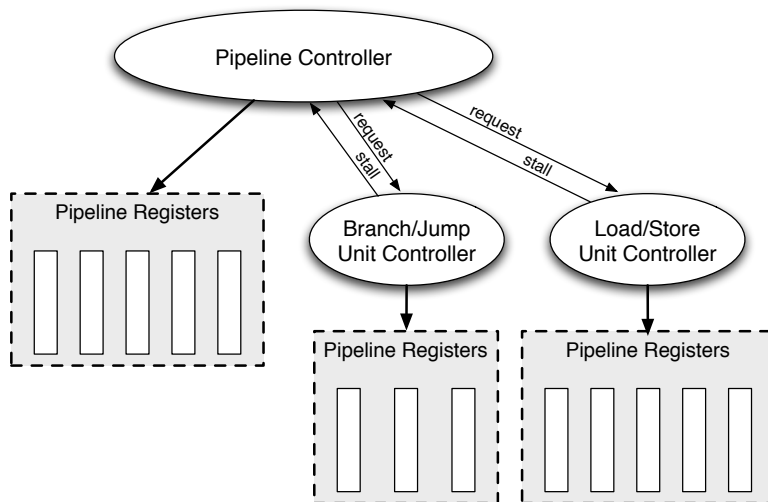 Pipeline Controller
request
stall
request
stall
Pipeline Registers
Branch/Jump
Unit Controller
Load/Store
Unit Controller
Pipeline Registers
Pipeline Registers